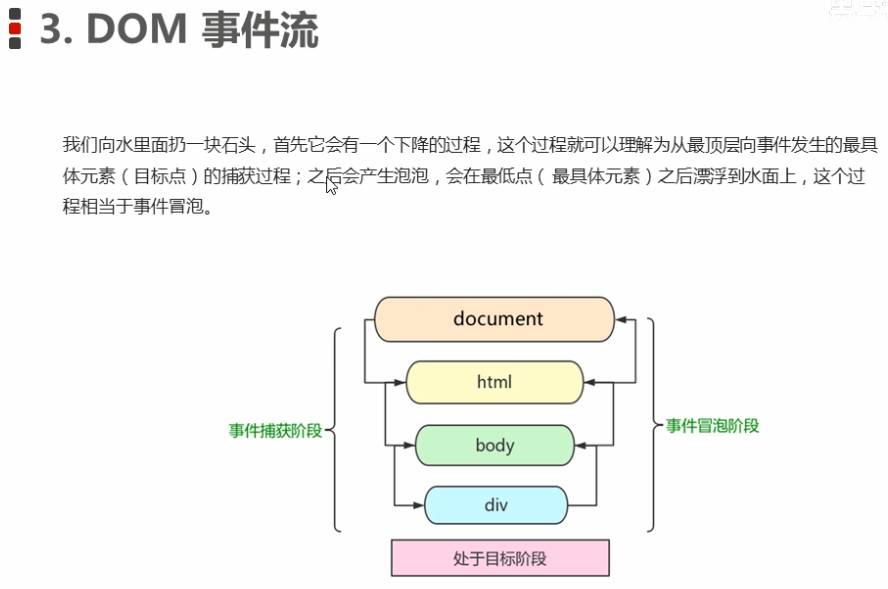 3. DOM 事件流
我们向水里面扔一块石头，首先它会有一个下降的过程，这个过程就可以理解为从最顶层向事件发生的最具
体元素（目标点）的捕获过程；之后会产生泡泡，会在最低点（ 最具体元素）之后漂浮到水面上，这个过
程相当于事件冒泡。
document
html
事件捕获阶段
事件冒泡阶段
body
div
处于目标阶段